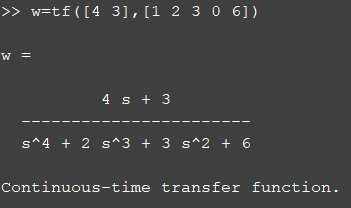 >> w=tf([4 3],[1 2 3 0 6])
w =
4 s + 3
-----------------------
s^4 + 2 s^3 + 3 s^2 + 6
Continuous-time transfer function.